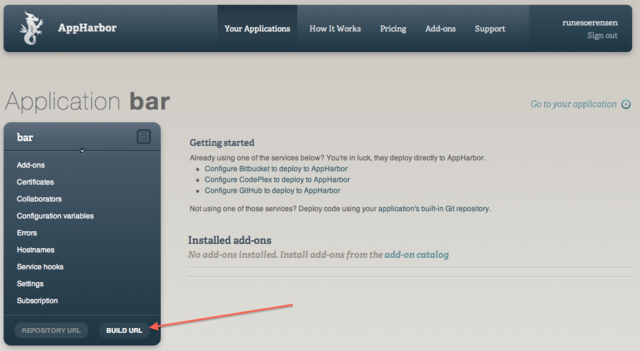 AppHarbor
Your Applications
How It Works
Pricing
Add-ons
Support
runesoerensen
Sign out
Application bar
Go to your application
bar
Add-ons
Certificates
Collaborators
Configuration variables
Errors
Hostnames
Service hooks
Settings
Subscription
REPOSITORY URL
BUILD URL
Getting started
Already using one of the services below? You're in luck, they deploy directly to AppHarbor.
Configure Bitbucket to deploy to AppHarbor
Configure CodePlex to deploy to AppHarbor
Configure GitHub to deploy to AppHarbor
Not using one of those services? Deploy code using your application's built-in Git repository.
Installed add-ons
No add-ons installed. Install add-ons from the add-on catalog